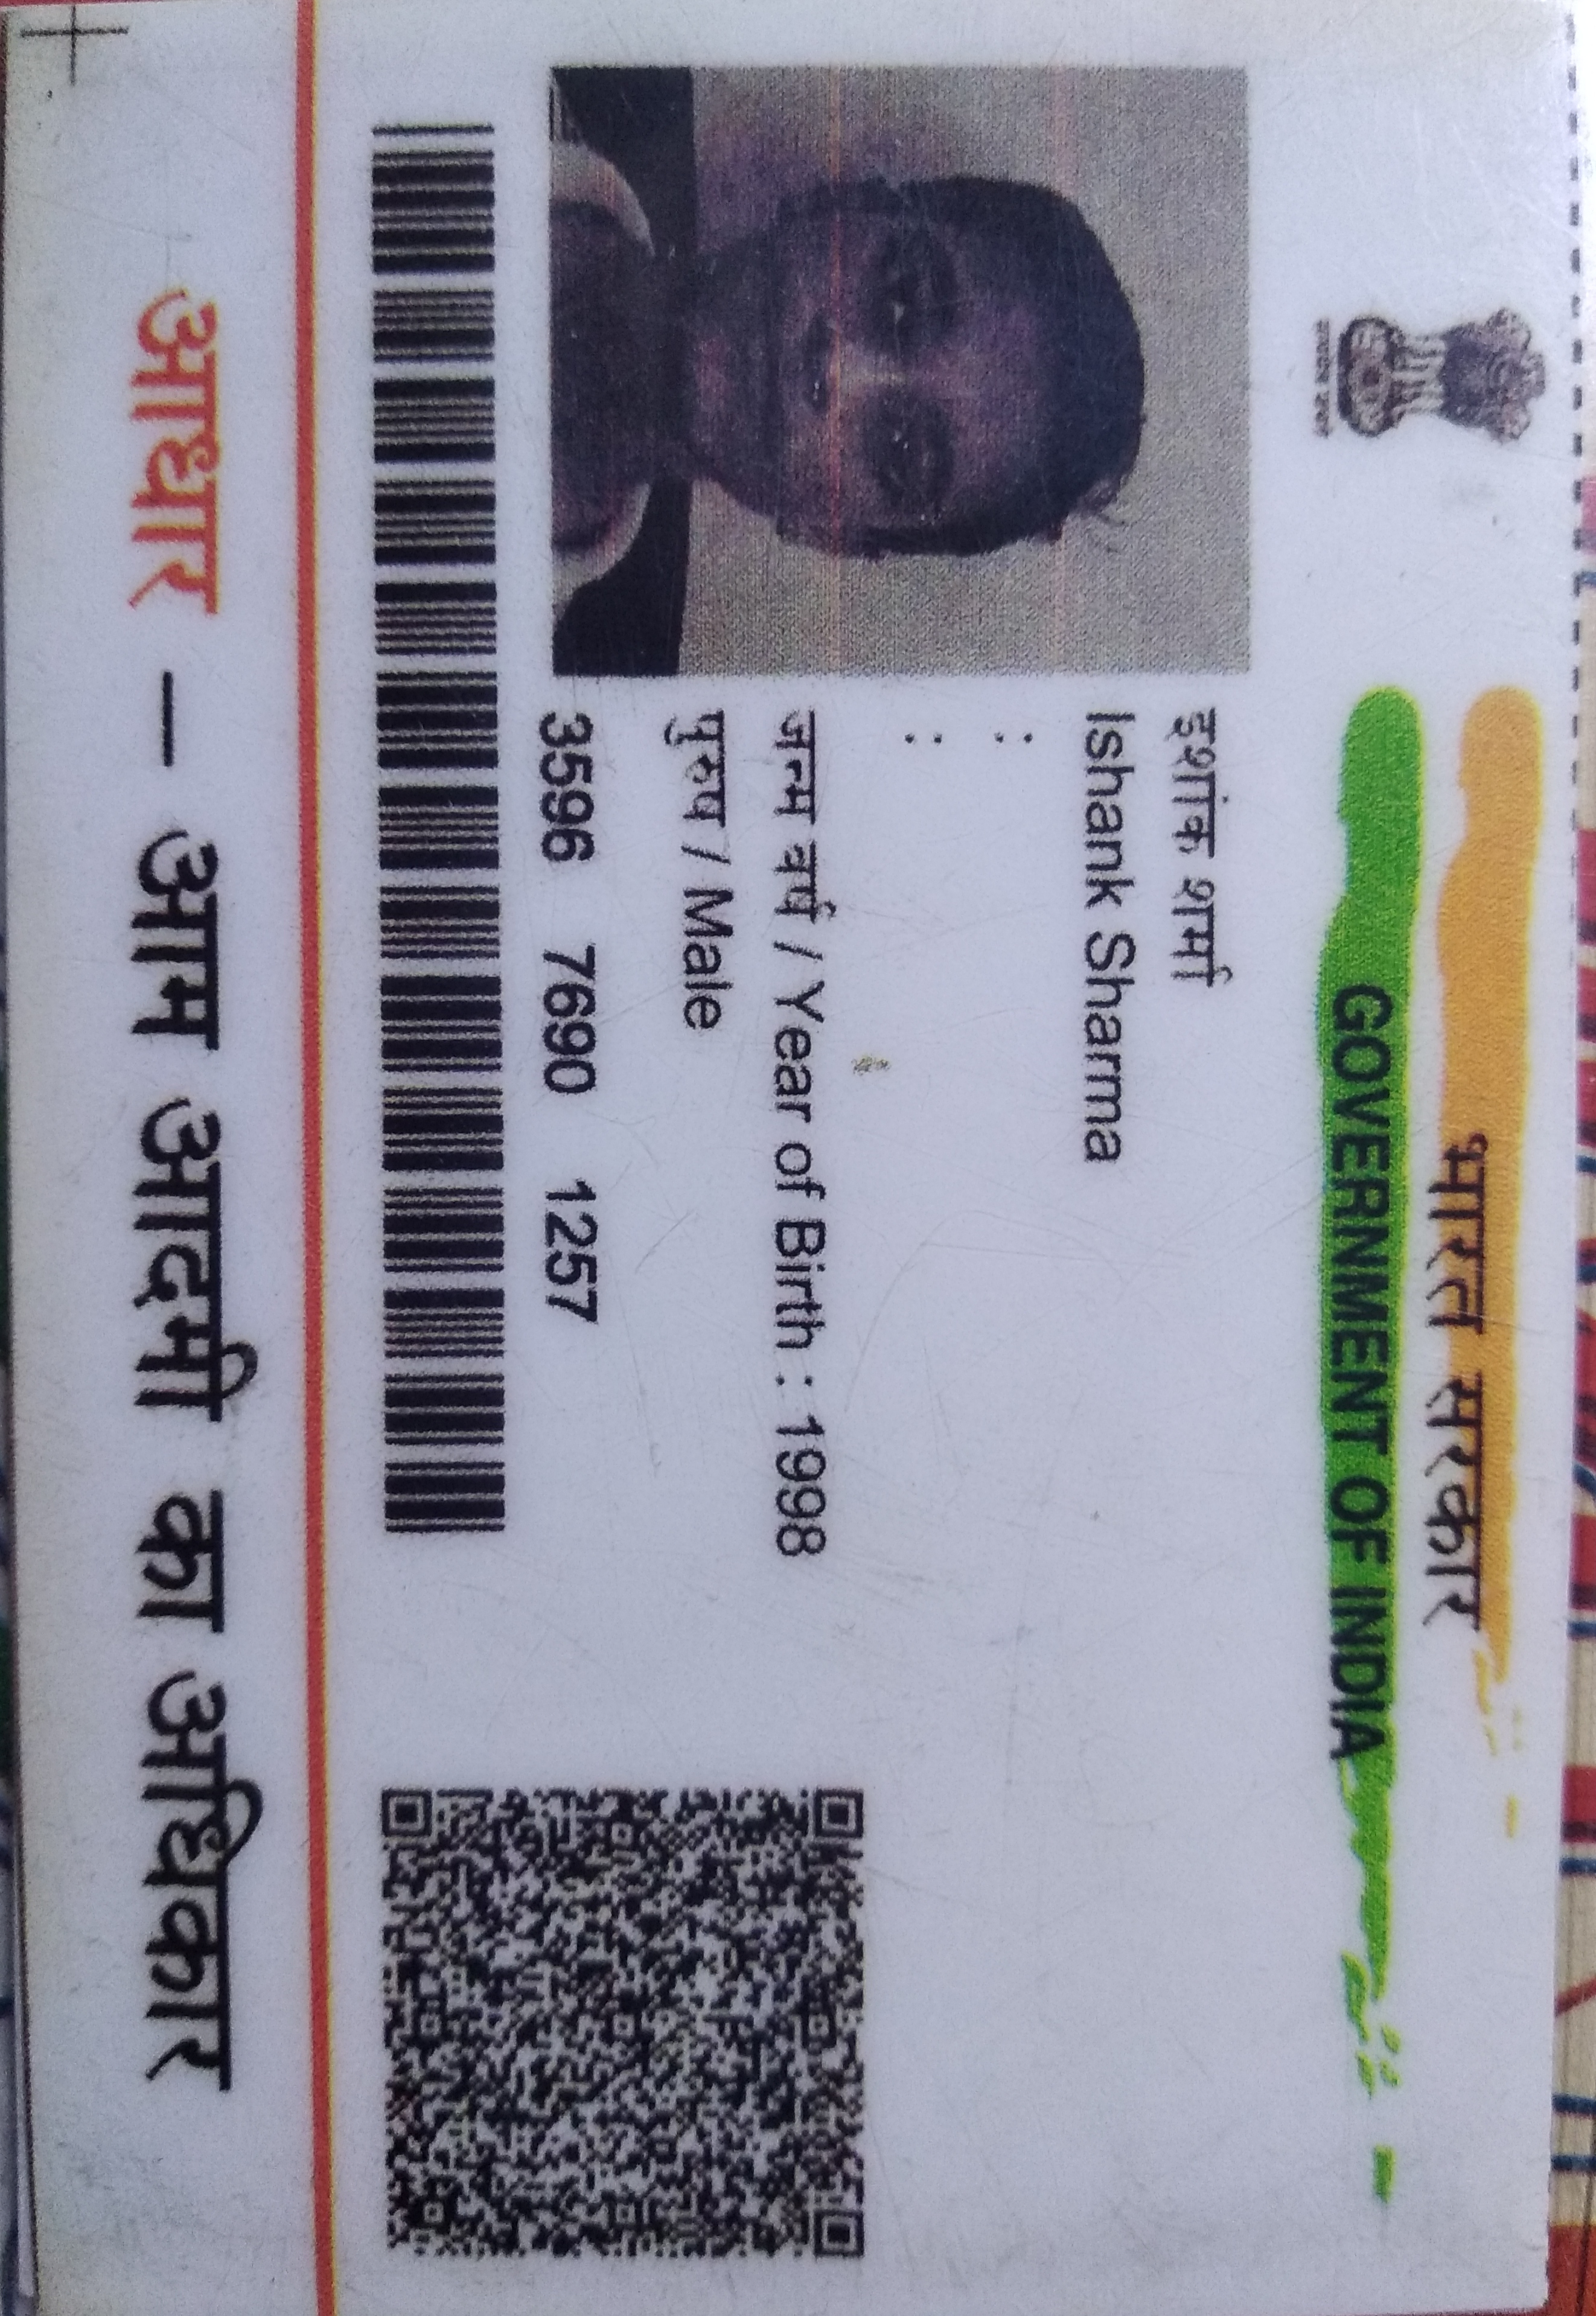 भारत सरकार
GOVERNMENT OF INDIA
इशांक शर्मा
Ishank Sharma
:
:
जन्म वर्ष / Year of Birth : 1998
पुरुष / Male
3596 7690 1257
आधार – आम आदमी का अधिकार